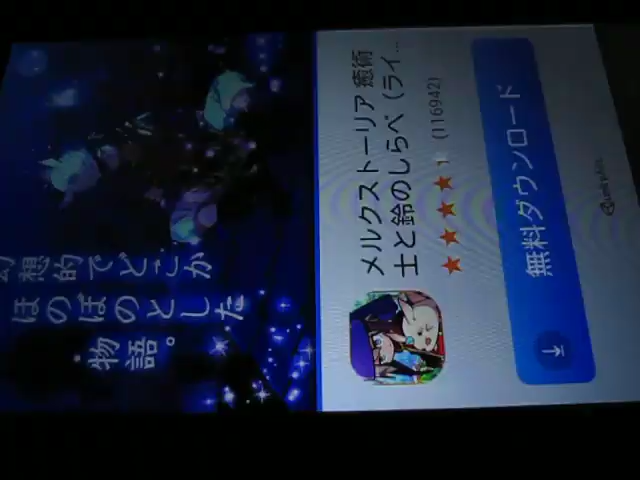 幻想的でどこか
ほのぼのとした
物語。
メルクストーリア 癒術
士と鈴のしらべ（ライ...
(116942)
無料ダウンロード